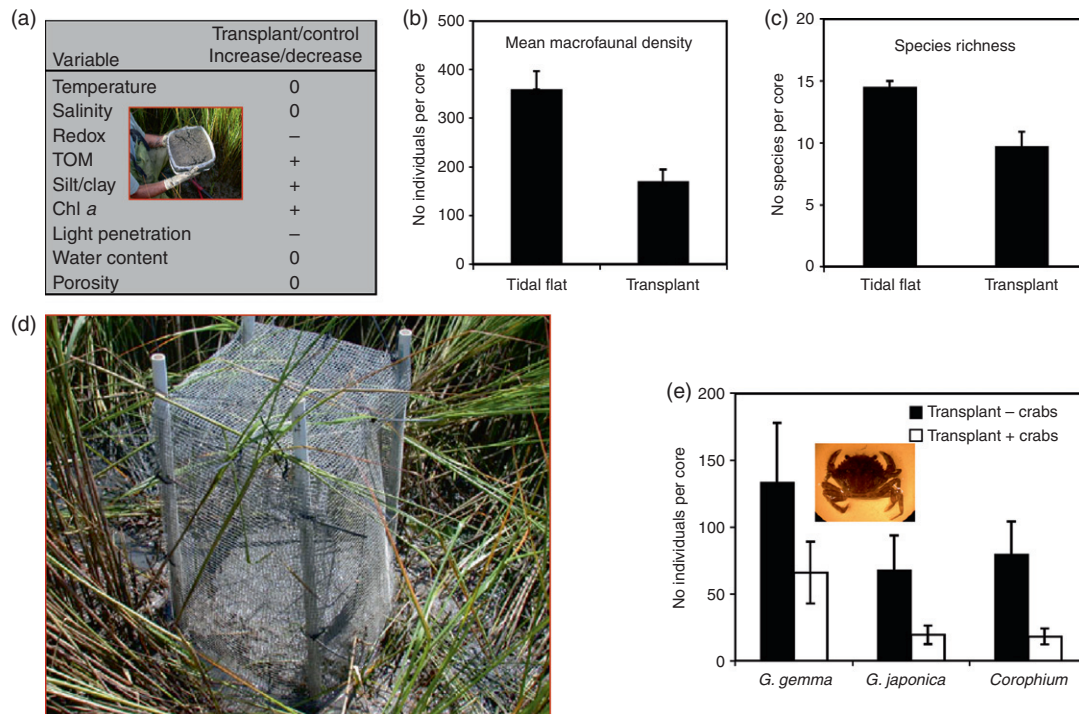 (a)
Transplant/control
Variable Increase/decrease
Temperature 0
Salinity 0
Redox –
TOM +
Silt/clay +
Chl a +
Light penetration –
Water content 0
Porosity 0
(b)
Mean macrofaunal density
No individuals per core
500
400
300
200
100
0
Tidal flat Transplant
(c)
Species richness
No species per core
20
15
10
5
0
Tidal flat Transplant
(d)
(e)
Transplant – crabs
Transplant + crabs
No individuals per core
200
150
100
50
0
G. gemma G. japonica Corophium